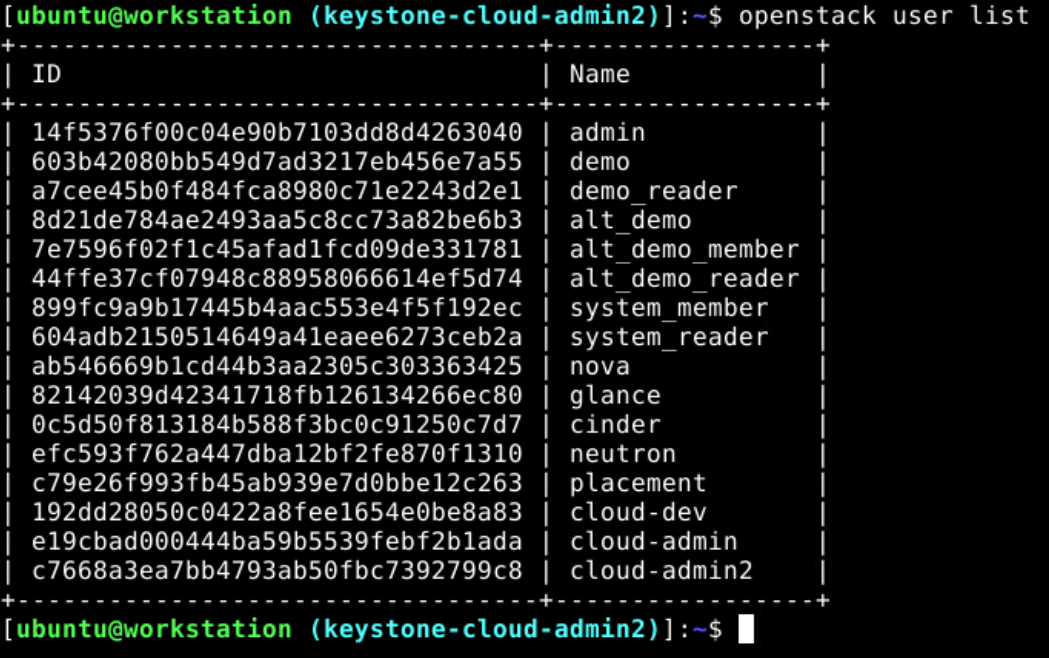 [ubuntu@workstation (keystone-cloud-admin2)]:~$ openstack user list
+----------------------------------+-----------------+
| ID                               | Name            |
+----------------------------------+-----------------+
| 14f5376f00c04e90b7103dd8d4263040 | admin           |
| 603b42080bb549d7ad3217eb456e7a55 | demo            |
| a7cee45b0f484fca8980c71e2243d2e1 | demo_reader     |
| 8d21de784ae2493aa5c8cc73a82be6b3 | alt_demo        |
| 7e7596f02f1c45afad1fcd09de331781 | alt_demo_member |
| 44ffe37cf07948c88958066614ef5d74 | alt_demo_reader |
| 899fc9a9b17445b4aac553e4f5f192ec | system_member   |
| 604adb2150514649a41eaee6273ceb2a | system_reader   |
| ab546669b1cd44b3aa2305c303363425 | nova            |
| 82142039d42341718fb126134266ec80 | glance          |
| 0c5d50f813184b588f3bc0c91250c7d7 | cinder          |
| efc593f762a447dba12bf2fe870f1310 | neutron         |
| c79e26f993fb45ab939e7d0bbe12c263 | placement       |
| 192dd28050c0422a8fee1654e0be8a83 | cloud-dev       |
| e19cbad000444ba59b5539febf2b1ada | cloud-admin     |
| c7668a3ea7bb4793ab50fbc7392799c8 | cloud-admin2    |
+----------------------------------+-----------------+
[ubuntu@workstation (keystone-cloud-admin2)]:~$